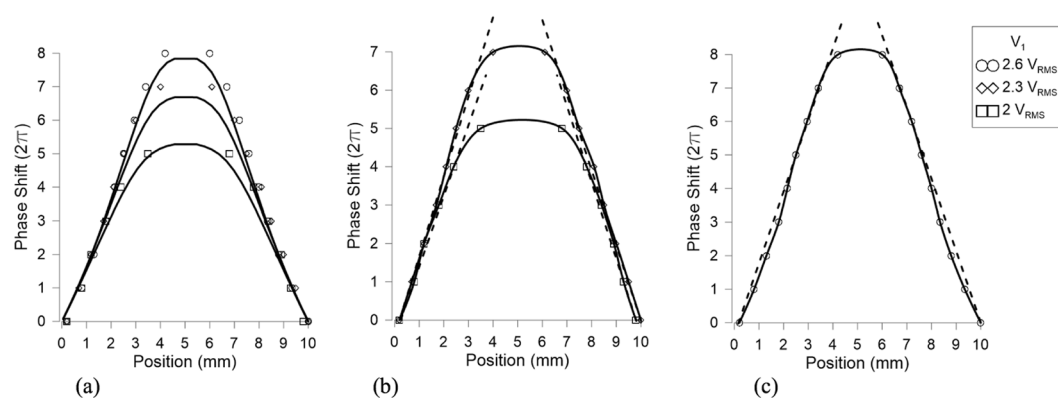 V1
2.6 VRMS
2.3 VRMS
2 VRMS
Phase Shift (2π)
8
7
6
5
4
3
2
1
0
0 1 2 3 4 5 6 7 8 9 10
Position (mm)
(a)
Phase Shift (2π)
7
6
5
4
3
2
1
0
0 1 2 3 4 5 6 7 8 9 10
Position (mm)
(b)
Phase Shift (2π)
8
7
6
5
4
3
2
1
0
0 1 2 3 4 5 6 7 8 9 10
Position (mm)
(c)